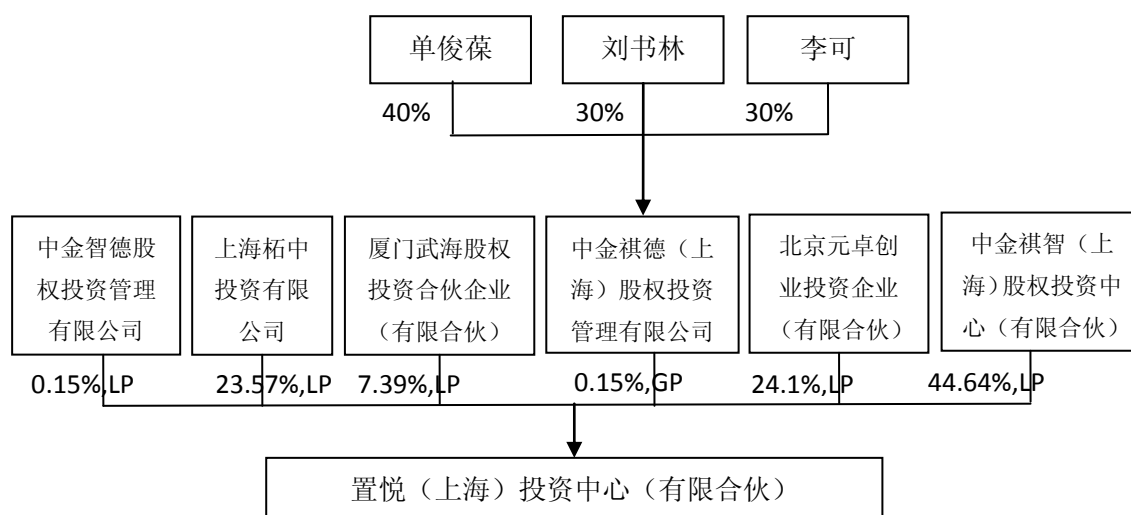 单俊葆
刘书林
李可
40%
30%
30%
中金智德股
权投资管理
有限公司
上海柘中
投资有限
公司
厦门武海股权
投资合伙企业
（有限合伙）
中金祺德（上
海）股权投资
管理有限公司
北京元卓创
业投资企业
（有限合伙）
中金祺智（上
海）股权投资中
心（有限合伙）
0.15%,LP
23.57%,LP
7.39%,LP
0.15%,GP
24.1%,LP
44.64%,LP
置悦（上海）投资中心（有限合伙）